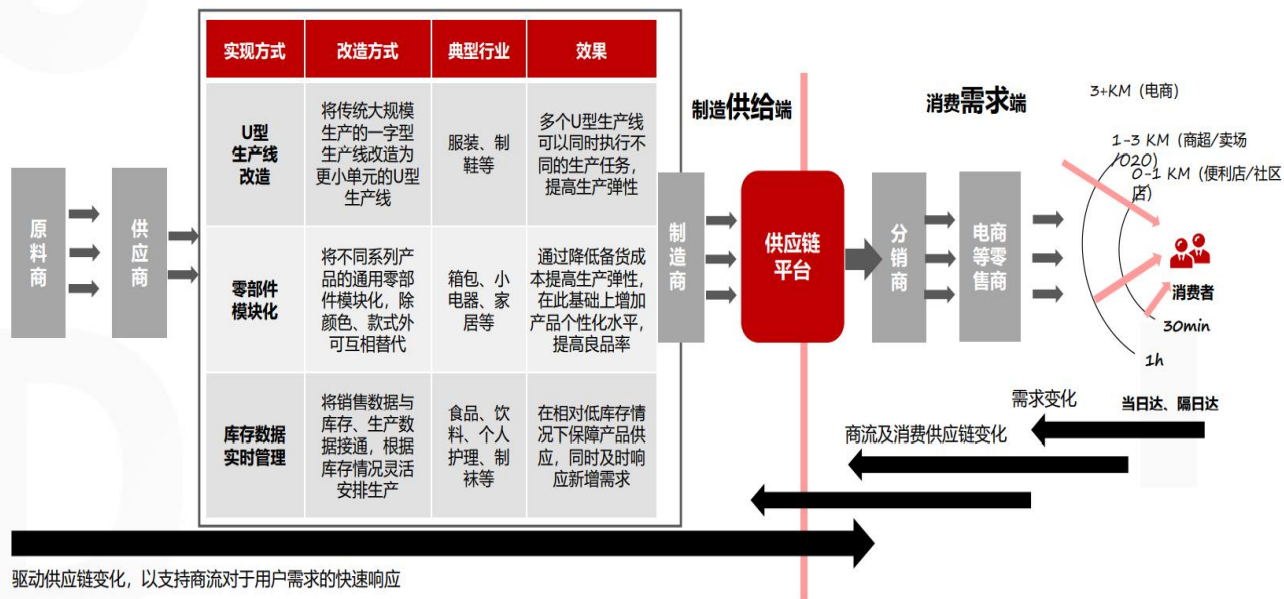 实现方式
改造方式
典型行业
效果
U型
生产线
改造
将传统大规模
生产的一字型
生产线改造为
更小单元的U型
生产线
服装、制
鞋等
多个U型生产线
可以同时执行不
同的生产任务，
提高生产弹性
零部件
模块化
将不同系列产
品的通用零部
件模块化，除
颜色、款式外
可互相替代
箱包、小
电器、家
居等
通过降低备货成
本提高生产弹性，
在此基础上增加
产品个性化水平，
提高良品率
库存数据
实时管理
将销售数据与
库存、生产数
据接通，根据
库存情况灵活
安排生产
食品、饮
料、个人
护理、制
袜等
在相对低库存情
况下保障产品供
应，同时及时响
应新增需求
原料商
供应商
制造商
制造供给端
供应链
平台
消费需求端
分销商
电商
等零
售商
3+KM（电商）
1-3 KM（商超/卖场
/O2O）
0-1 KM（便利店/社区
店）
消费者
30min
1h
当日达、隔日达
需求变化
商流及消费供应链变化
驱动供应链变化，以支持商流对于用户需求的快速响应